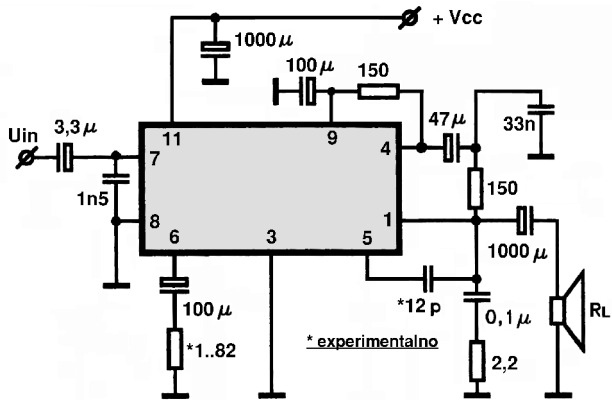 + Vcc
1000 μ
100 μ
150
3,3 μ
47 μ
33n
Uin
11
9
4
7
150
1n5
8
1
6
3
5
1000 μ
100 μ
*12 p
0,1 μ
RL
*1..82
* experimentalno
2,2